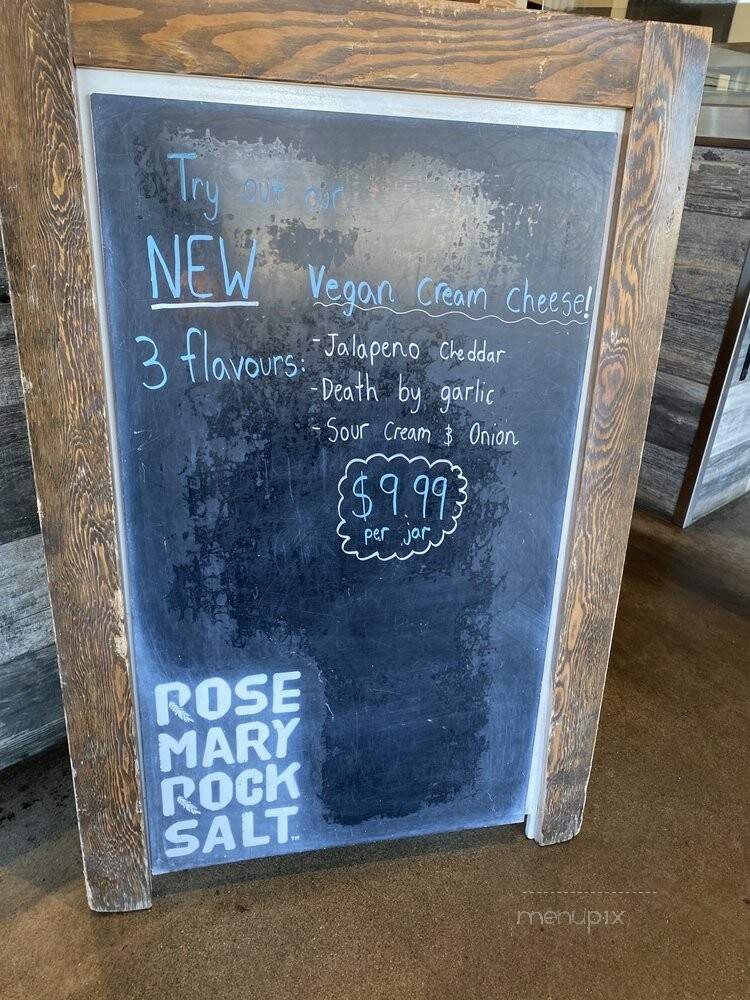 Try out our
NEW Vegan Cream Cheese!
3 flavours: -Jalapeno Cheddar
-Death by garlic
-Sour Cream & Onion
$9.99
per jar
ROSE
MARY
ROCK
SALT™
menupix